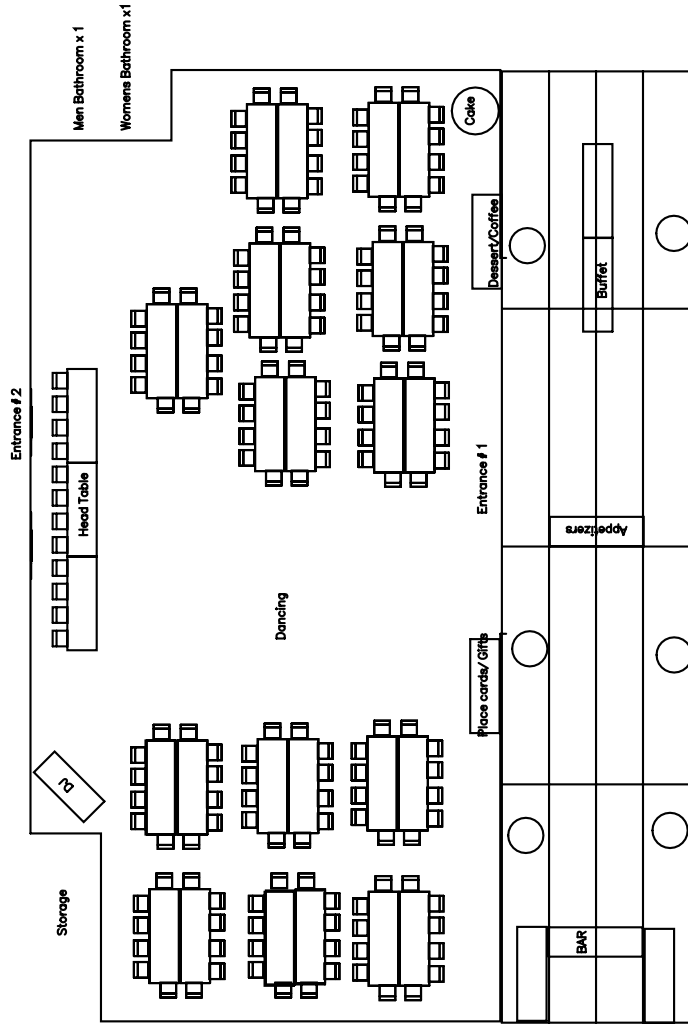 Men Bathroom x 1
Womens Bathroom x1
Cake
Dessert/Coffee
Buffet
Entrance # 2
Head Table
Entrance # 1
Appetizers
Dancing
Place cards/ Gifts
DJ
Storage
BAR